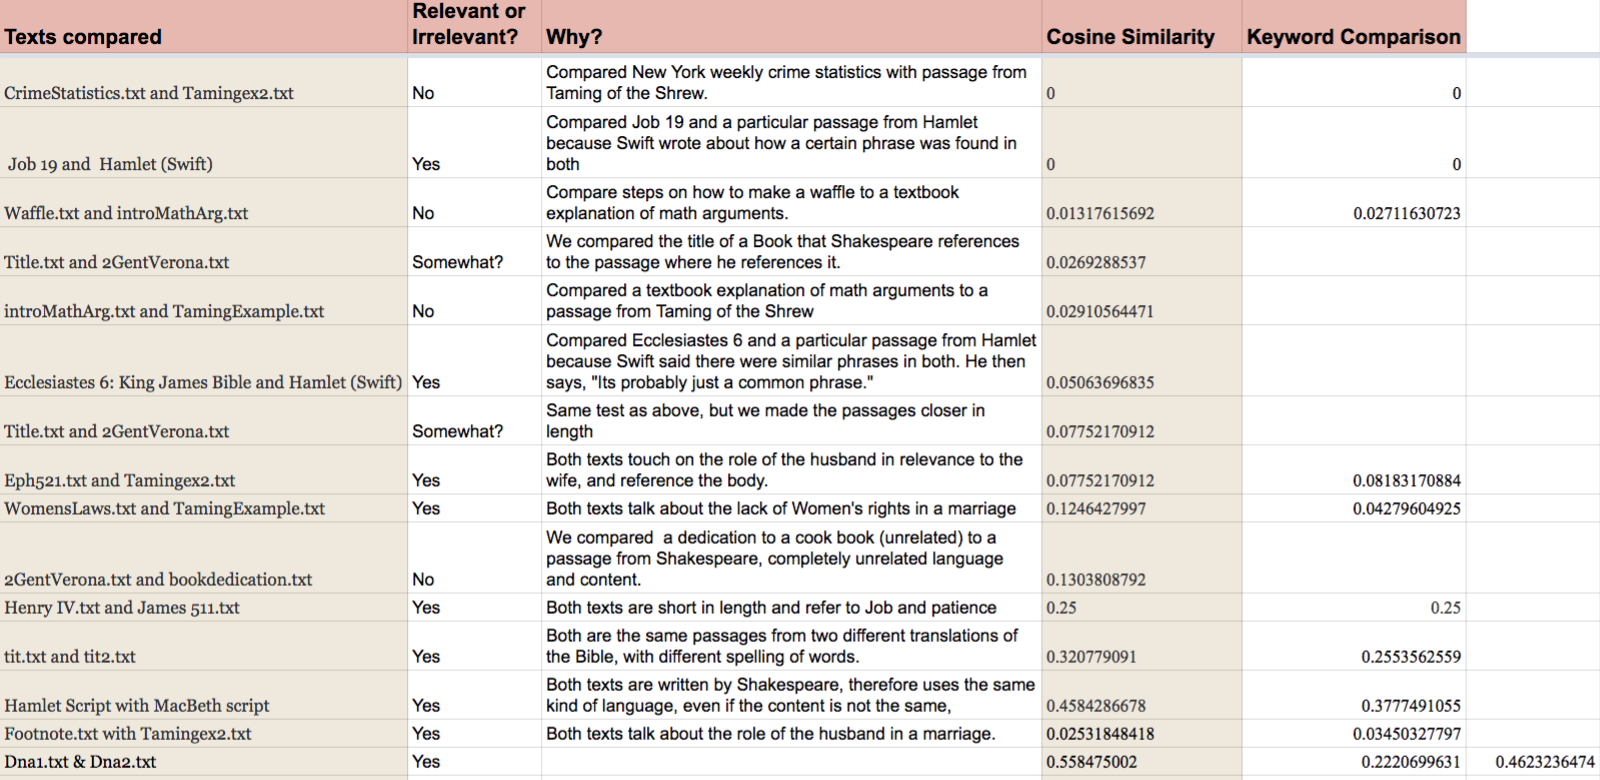 Texts compared Relevant or Irrelevant? Why? Cosine Similarity Keyword Comparison
CrimeStatistics.txt and Tamingex2.txt No Compared New York weekly crime statistics with passage from Taming of the Shrew. 0 0
Job 19 and Hamlet (Swift) Yes Compared Job 19 and a particular passage from Hamlet because Swift wrote about how a certain phrase was found in both 0 0
Waffle.txt and introMathArg.txt No Compare steps on how to make a waffle to a textbook explanation of math arguments. 0.01317615692 0.02711630723
Title.txt and 2GentVerona.txt Somewhat? We compared the title of a Book that Shakespeare references to the passage where he references it. 0.0269288537
introMathArg.txt and TamingExample.txt No Compared a textbook explanation of math arguments to a passage from Taming of the Shrew 0.02910564471
Ecclesiastes 6: King James Bible and Hamlet (Swift) Yes Compared Ecclesiastes 6 and a particular passage from Hamlet because Swift said there were similar phrases in both. He then says, "Its probably just a common phrase." 0.05063696835
Title.txt and 2GentVerona.txt Somewhat? Same test as above, but we made the passages closer in length 0.07752170912
Eph521.txt and Tamingex2.txt Yes Both texts touch on the role of the husband in relevance to the wife, and reference the body. 0.07752170912 0.08183170884
WomensLaws.txt and TamingExample.txt Yes Both texts talk about the lack of Women's rights in a marriage 0.1246427997 0.04279604925
2GentVerona.txt and bookdedication.txt No We compared a dedication to a cook book (unrelated) to a passage from Shakespeare, completely unrelated language and content. 0.1303808792
Henry IV.txt and James 511.txt Yes Both texts are short in length and refer to Job and patience 0.25 0.25
tit.txt and tit2.txt Yes Both are the same passages from two different translations of the Bible, with different spelling of words. 0.320779091 0.2553562559
Hamlet Script with MacBeth script Yes Both texts are written by Shakespeare, therefore uses the same kind of language, even if the content is not the same, 0.4584286678 0.3777491055
Footnote.txt with Tamingex2.txt Yes Both texts talk about the role of the husband in a marriage. 0.02531848418 0.03450327797
Dna1.txt & Dna2.txt Yes 0.558475002 0.2220699631 0.4623236474